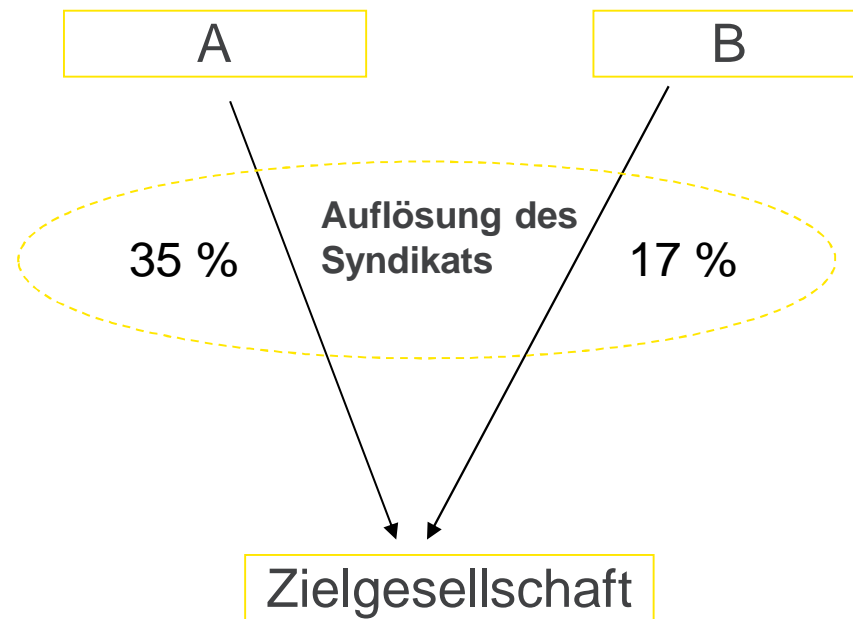 A
B
Auflösung des
Syndikats
35 %
17 %
Zielgesellschaft